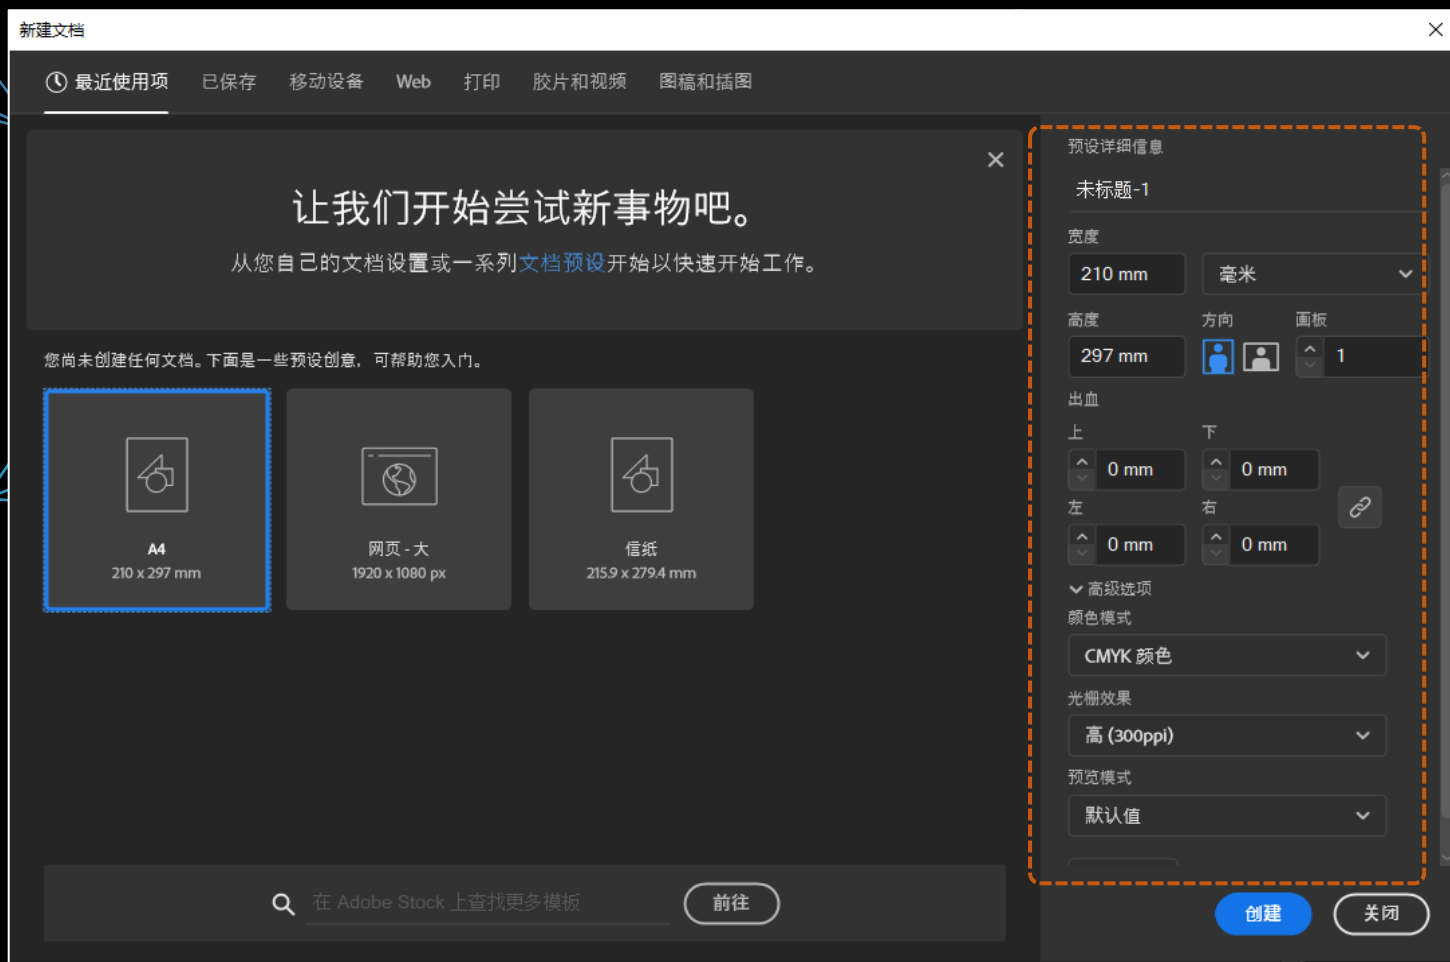 新建文档
最近使用项 已保存 移动设备 Web 打印 胶片和视频 图稿和插图
让我们开始尝试新事物吧。
从您自己的文档设置或一系列文档预设开始以快速开始工作。
您尚未创建任何文档。下面是一些预设创意，可帮助您入门。
A4
210 x 297 mm
网页 - 大
1920 x 1080 px
信纸
215.9 x 279.4 mm
在 Adobe Stock 上查找更多模板
前往
预设详细信息
未标题-1
宽度
210 mm 毫米
高度 方向 画板
297 mm 1
出血
上 下
0 mm 0 mm
左 右
0 mm 0 mm
高级选项
颜色模式
CMYK 颜色
光栅效果
高 (300ppi)
预览模式
默认值
创建 关闭